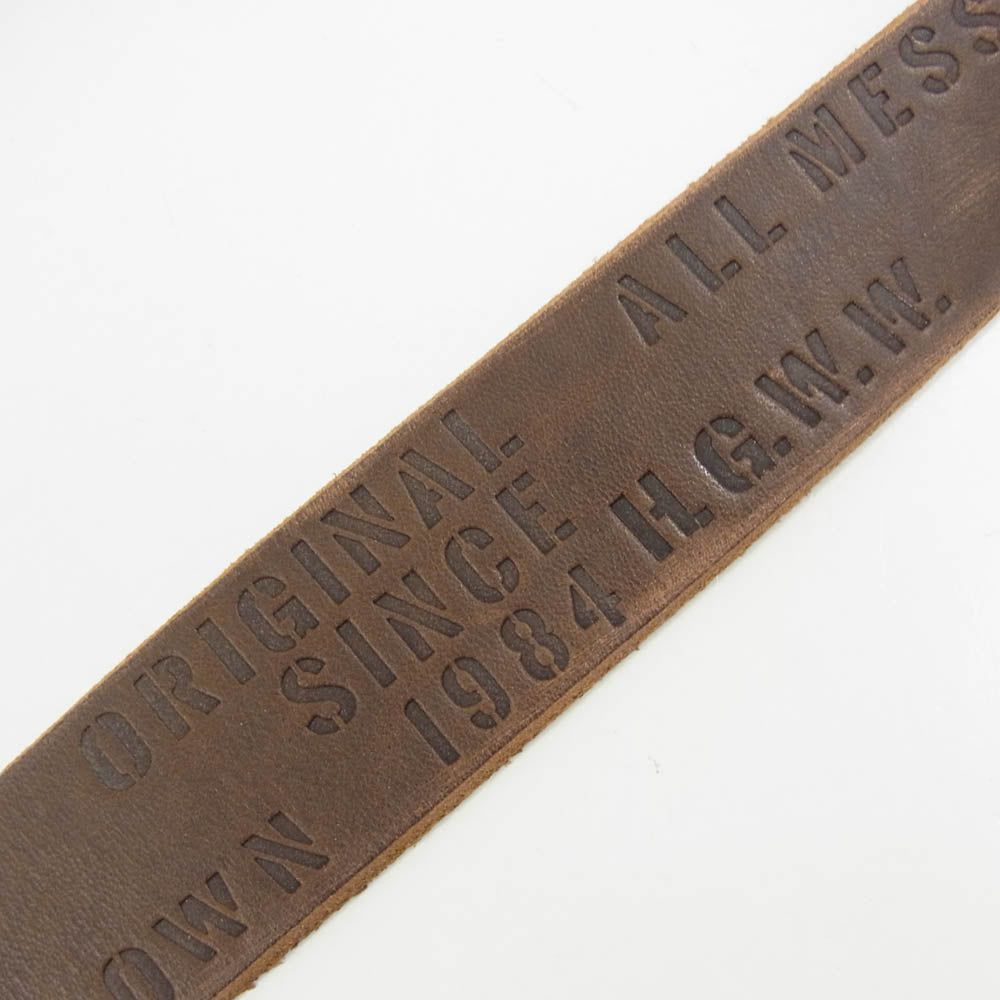 ORIGINAL
SINCE
1984
ALL MESS
H.G.W.W.
OWN